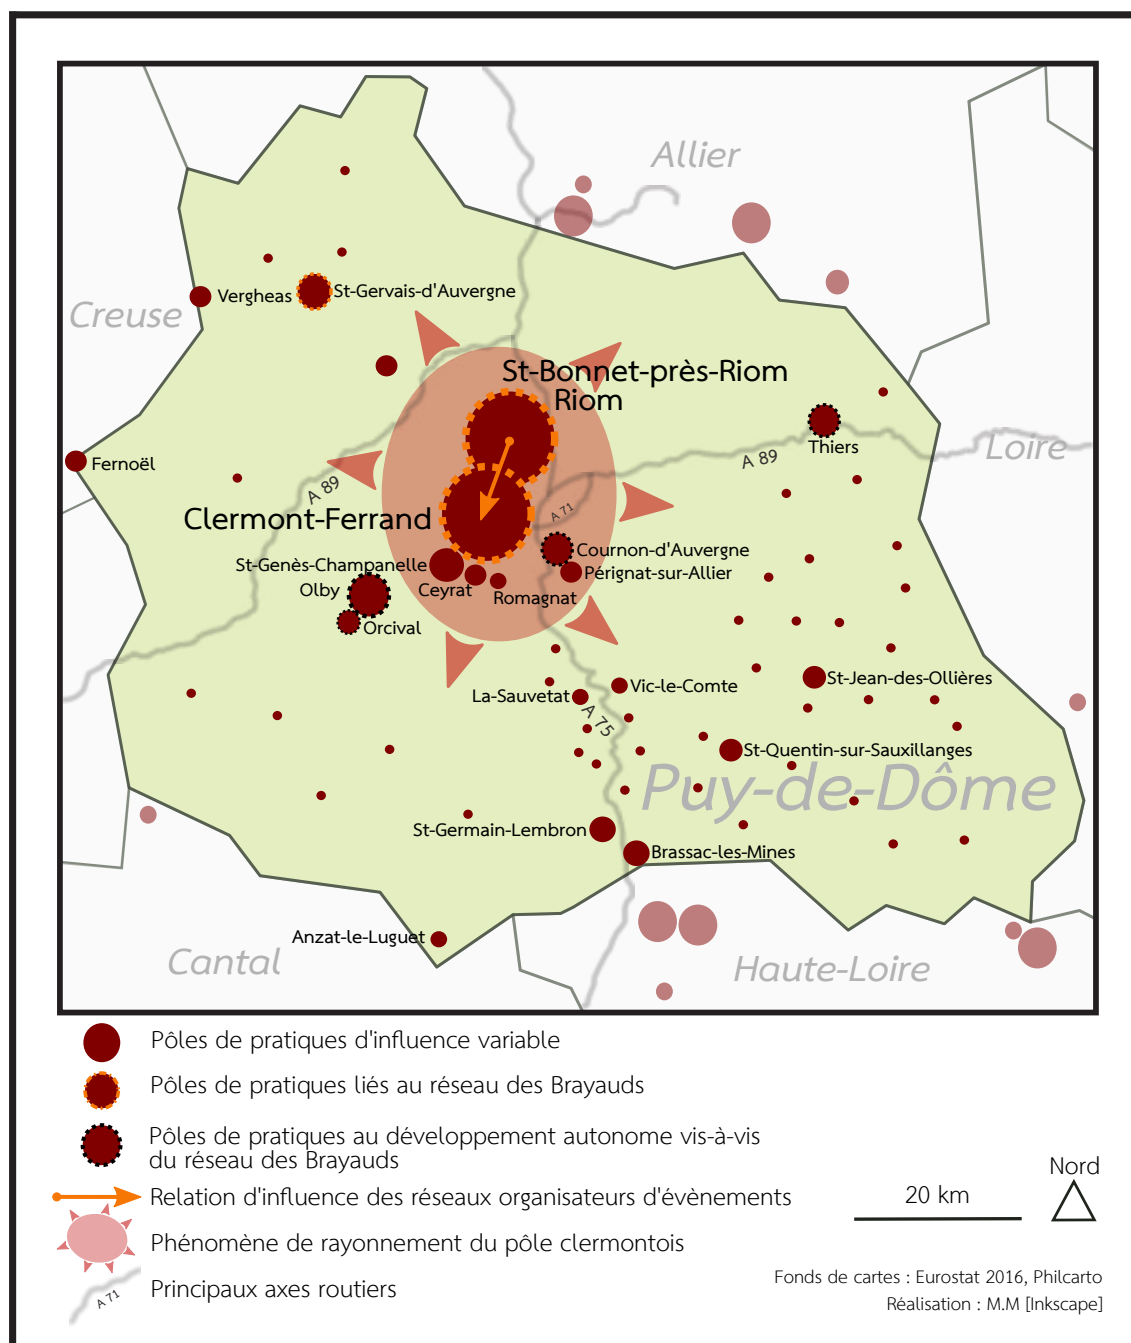 Allier
Creuse
Vergheas
St-Gervais-d'Auvergne
St-Bonnet-près-Riom
Riom
Loire
Thiers
A 89
Fernoël
A 89
A 71
Clermont-Ferrand
Cournon-d'Auvergne
St-Genès-Champanelle
Pérignat-sur-Allier
Olby
Ceyrat
Romagnat
Orcival
St-Jean-des-Ollières
Vic-le-Comte
La-Sauvetat
A 75
St-Quentin-sur-Sauxillanges
Puy-de-Dôme
St-Germain-Lembron
Brassac-les-Mines
Anzat-le-Luguet
Cantal
Haute-Loire
Pôles de pratiques d'influence variable
Pôles de pratiques liés au réseau des Brayauds
Pôles de pratiques au développement autonome vis-à-vis
du réseau des Brayauds
Relation d'influence des réseaux organisateurs d'évènements
Phénomène de rayonnement du pôle clermontois
A 71
Principaux axes routiers
20 km
Nord
Fonds de cartes : Eurostat 2016, Philcarto
Réalisation : M.M [Inkscape]